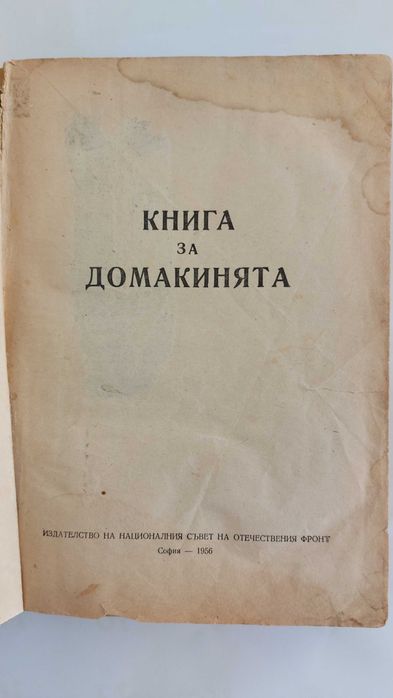 КНИГА
ЗА
ДОМАКИНЯТА
ИЗДАТЕЛСТВО НА НАЦИОНАЛНИЯ СЪВЕТ НА ОТЕЧЕСТВЕНИЯ ФРОНТ
София — 1956